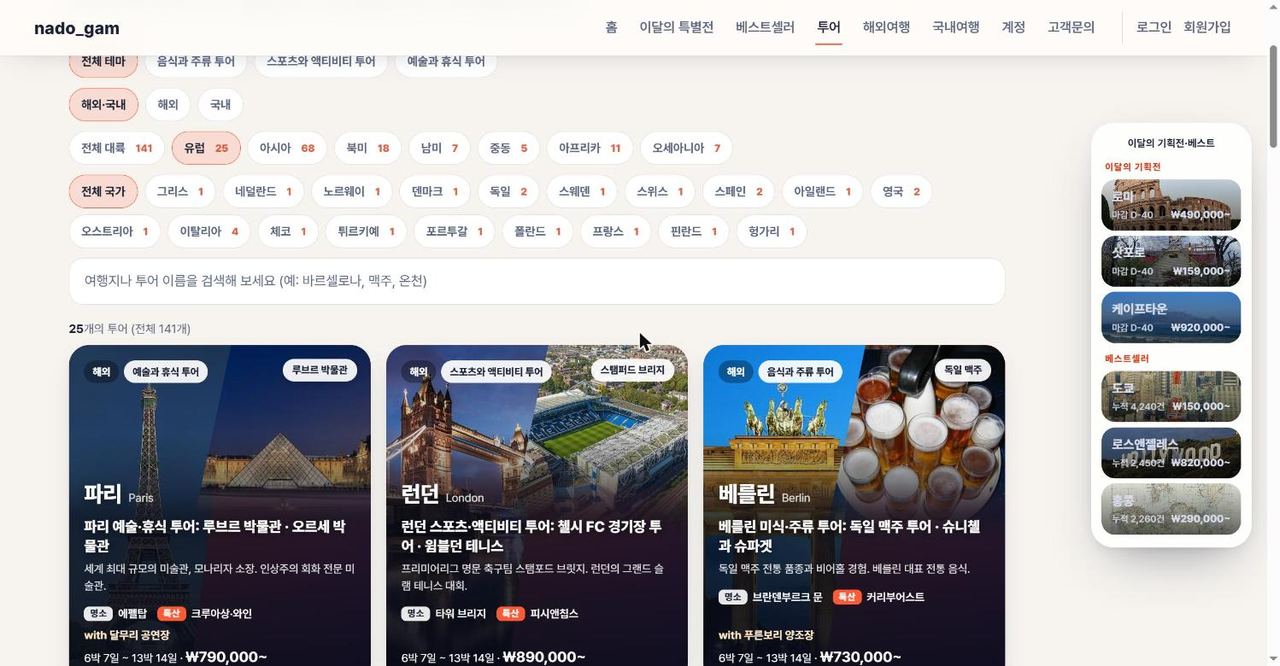 nado_gam 홈 이달의 특별전 베스트셀러 투어 해외여행 국내여행 계정 고객문의 로그인 회원가입
전체 테마 음식과 주류 투어 스포츠와 액티비티 투어 예술과 휴식 투어
해외·국내 해외 국내
전체 대륙 141 유럽 25 아시아 68 북미 18 남미 7 중동 5 아프리카 11 오세아니아 7
전체 국가 그리스 1 네덜란드 1 노르웨이 1 덴마크 1 독일 2 스웨덴 1 스위스 1 스페인 2 아일랜드 1 영국 2
오스트리아 1 이탈리아 4 체코 1 튀르키예 1 포르투갈 1 폴란드 1 프랑스 1 핀란드 1 헝가리 1
여행지나 투어 이름을 검색해 보세요 (예: 바르셀로나, 맥주, 온천)
25개의 투어 (전체 141개)
해외 예술과 휴식 투어 루브르 박물관
파리 Paris
파리 예술·휴식 투어: 루브르 박물관 · 오르세 박
물관
세계 최대 규모의 미술관, 모나리자 소장. 인상주의 회화 전문 미
술관.
명소 에펠탑 특산 크루아상·와인
with 달무리 공연장
6박 7일 ~ 13박 14일 · ₩790,000~
해외 스포츠와 액티비티 투어 스탬퍼드 브리지
런던 London
런던 스포츠·액티비티 투어: 첼시 FC 경기장 투
어 · 윔블던 테니스
프리미어리그 명문 축구팀 스탬포드 브릿지. 런던의 그랜드 슬
램 테니스 대회.
명소 타워 브리지 특산 피시앤칩스
6박 7일 ~ 13박 14일 · ₩890,000~
해외 음식과 주류 투어 독일 맥주
베를린 Berlin
베를린 미식·주류 투어: 독일 맥주 투어 · 슈니첼
과 슈파겟
독일 맥주 전통 품종과 비어홀 경험. 베를린 대표 전통 음식.
명소 브란덴부르크 문 특산 커리부어스트
with 푸른보리 양조장
6박 7일 ~ 13박 14일 · ₩730,000~
이달의 기획전·베스트
이달의 기획전
로마
마감 D-40 ₩490,000~
삿포로
마감 D-40 ₩159,000~
케이프타운
마감 D-40 ₩920,000~
베스트셀러
도쿄
누적 4,240건 ₩150,000~
로스앤젤레스
누적 2,450건 ₩820,000~
홍콩
누적 2,260건 ₩290,000~